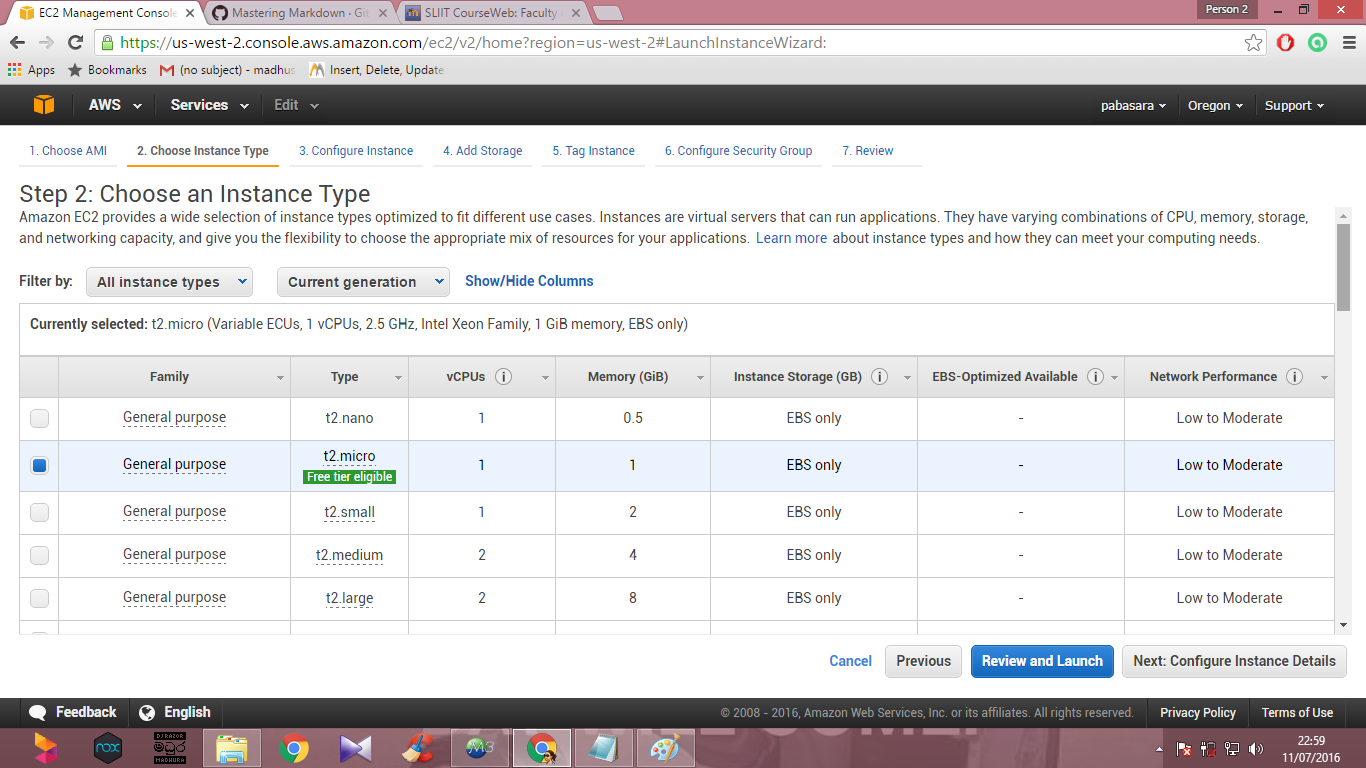 EC2 Management Consol
Mastering Markdown · Git
SLIIT CourseWeb: Faculty
Person 2
https://us-west-2.console.aws.amazon.com/ec2/v2/home?region=us-west-2#LaunchInstanceWizard:
Apps
Bookmarks
(no subject) - madhus
Insert, Delete, Update
AWS
Services
Edit
pabasara
Oregon
Support
1. Choose AMI
2. Choose Instance Type
3. Configure Instance
4. Add Storage
5. Tag Instance
6. Configure Security Group
7. Review
Step 2: Choose an Instance Type
Amazon EC2 provides a wide selection of instance types optimized to fit different use cases. Instances are virtual servers that can run applications. They have varying combinations of CPU, memory, storage,
and networking capacity, and give you the flexibility to choose the appropriate mix of resources for your applications. Learn more about instance types and how they can meet your computing needs.
Filter by: All instance types Current generation Show/Hide Columns
Currently selected: t2.micro (Variable ECUs, 1 vCPUs, 2.5 GHz, Intel Xeon Family, 1 GiB memory, EBS only)
Family Type vCPUs Memory (GiB) Instance Storage (GB) EBS-Optimized Available Network Performance
General purpose t2.nano 1 0.5 EBS only - Low to Moderate
General purpose t2.micro 1 1 EBS only - Low to Moderate
Free tier eligible
General purpose t2.small 1 2 EBS only - Low to Moderate
General purpose t2.medium 2 4 EBS only - Low to Moderate
General purpose t2.large 2 8 EBS only - Low to Moderate
Cancel Previous Review and Launch Next: Configure Instance Details
Feedback English
© 2008 - 2016, Amazon Web Services, Inc. or its affiliates. All rights reserved. Privacy Policy Terms of Use
nox
DJ RAZOR
MADHURA
M3
22:59
11/07/2016